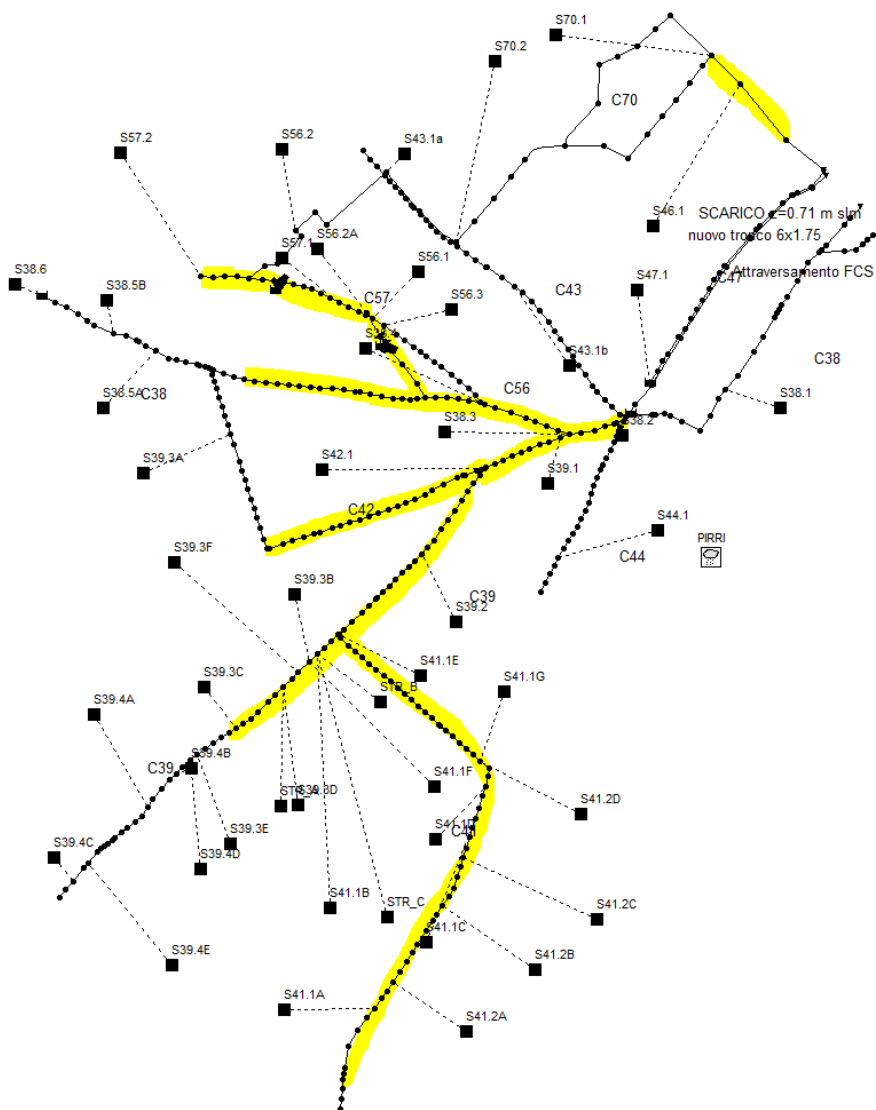 S70.1
S70.2
C70
S57.2
S56.2
S43.1a
S46.1
SCARICO z=0.71 m slm
nuovo tronco 6x1.75
S56.2A
S57.1
S56.1
S47.1
Attraversamento FCS
C47
S38.6
S38.5B
C57
S56.3
C43
S43.1b
C38
S38.5A
C38
C56
S38.1
S38.3
S38.2
S39.3A
S42.1
S39.1
C42
S44.1
PIRRI
C44
S39.3F
S39.3B
C39
S39.2
S41.1E
S39.3C
STR_B
S41.1G
S39.4A
C39
S39.4B
S41.1F
S39.3D
S41.2D
S41.1D
S39.3E
S39.4C
S39.4D
S41.1B
STR_C
S41.1C
S41.2C
S39.4E
S41.2B
S41.1A
S41.2A